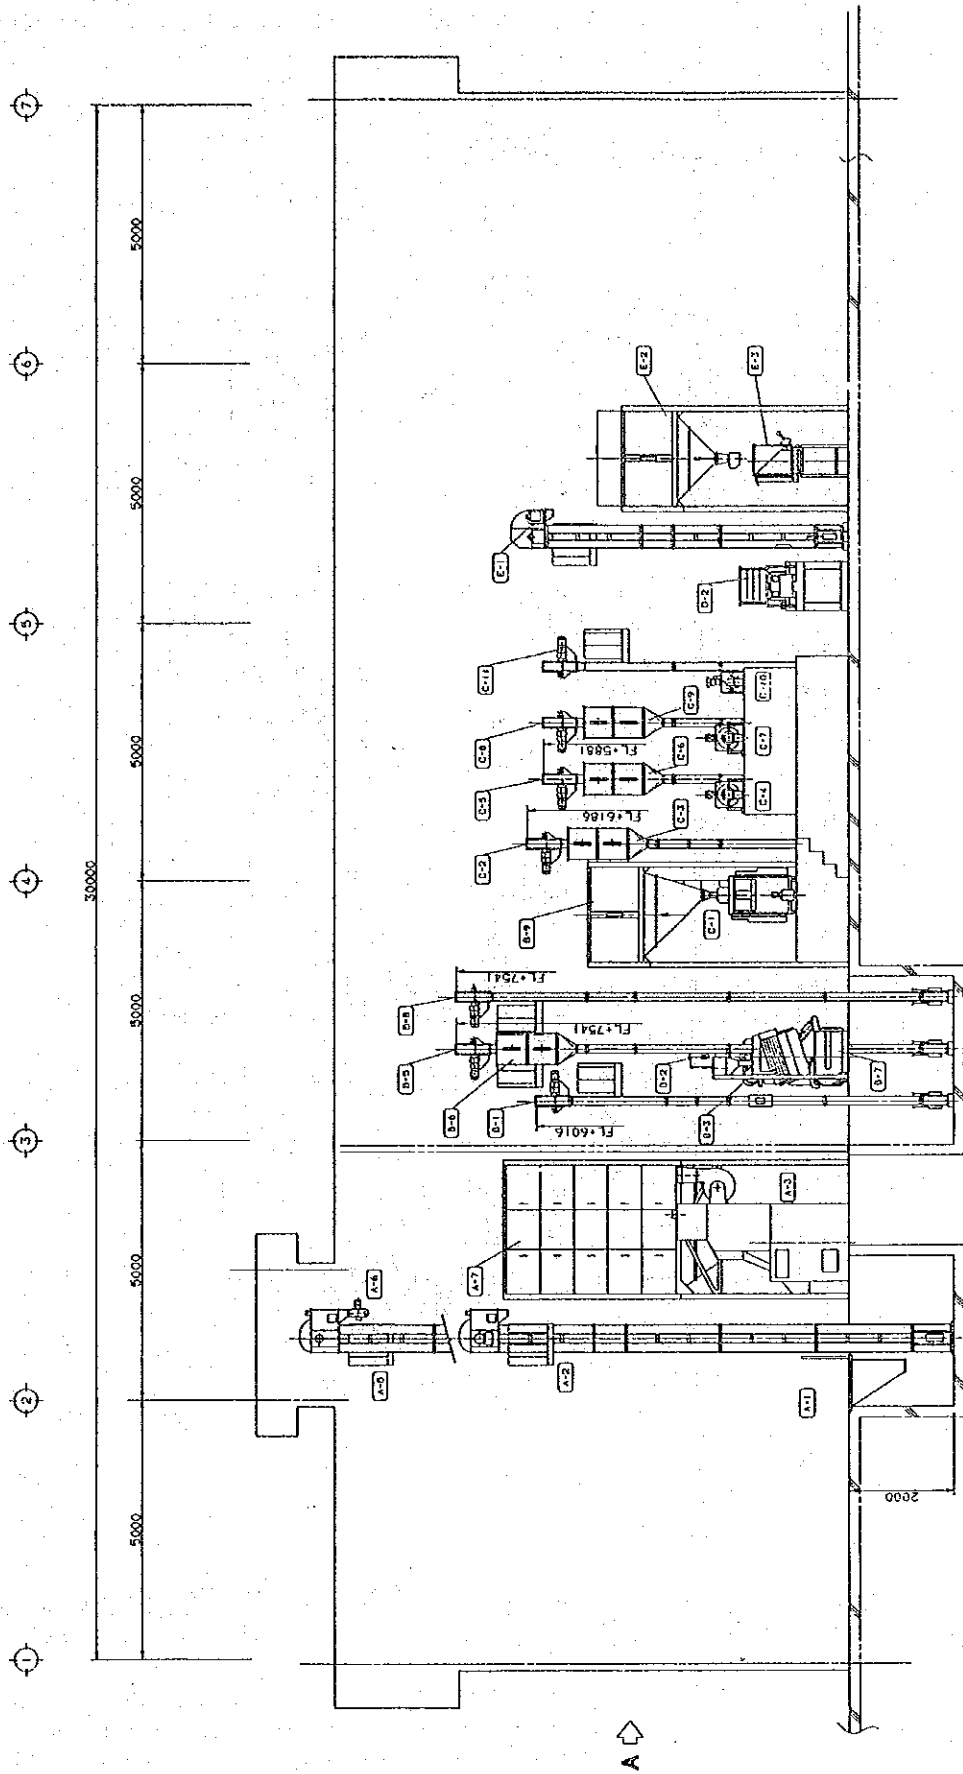 1
2
3
4
5
6
7
30000
5000
5000
5000
5000
5000
5000
A-6
A-5
A-7
A-2
A-3
A-1
2000
B-8
FL+7541
B-5
FL+7541
B-6
B-1
FL+6016
B-2
B-3
B-7
B-9
C-1
C-2
FL+6186
C-3
C-5
FL+5881
C-6
C-4
C-8
C-9
C-7
C-11
C-10
D-2
E-1
E-2
E-3
A